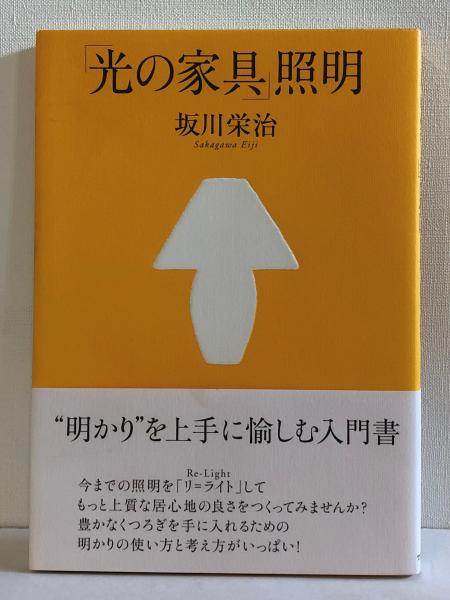 「光の家具」照明
坂川栄治
Sakagawa Eiji
“明かり”を上手に愉しむ入門書
Re-Light
今までの照明を「リ=ライト」して
もっと上質な居心地の良さをつくってみませんか?
豊かなくつろぎを手に入れるための
明かりの使い方と考え方がいっぱい!